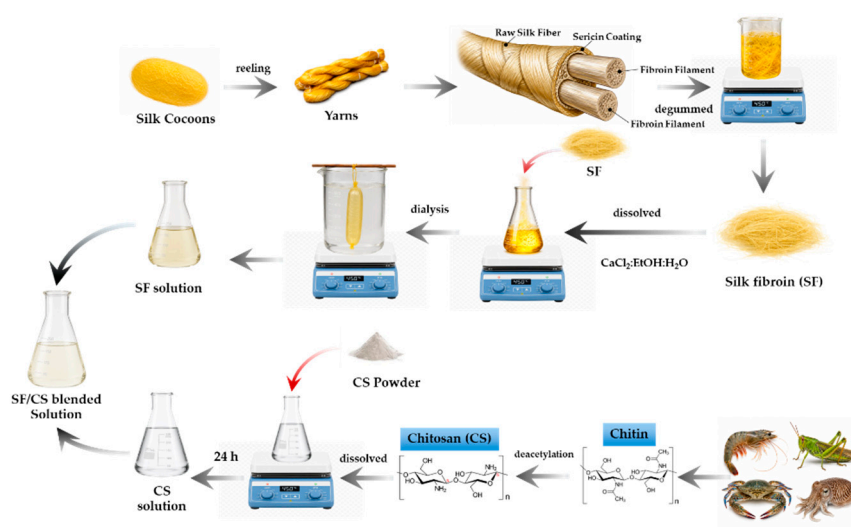 Raw Silk Fiber
Sericin Coating
reeling
Fibroin Filament
degummed
Fibroin Filament
Silk Cocoons
Yarns
SF
dialysis
dissolved
CaCl₂:EtOH:H₂O
SF solution
Silk fibroin (SF)
CS Powder
SF/CS blended
Solution
24 h
dissolved
Chitosan (CS)
deacetylation
Chitin
CS
solution